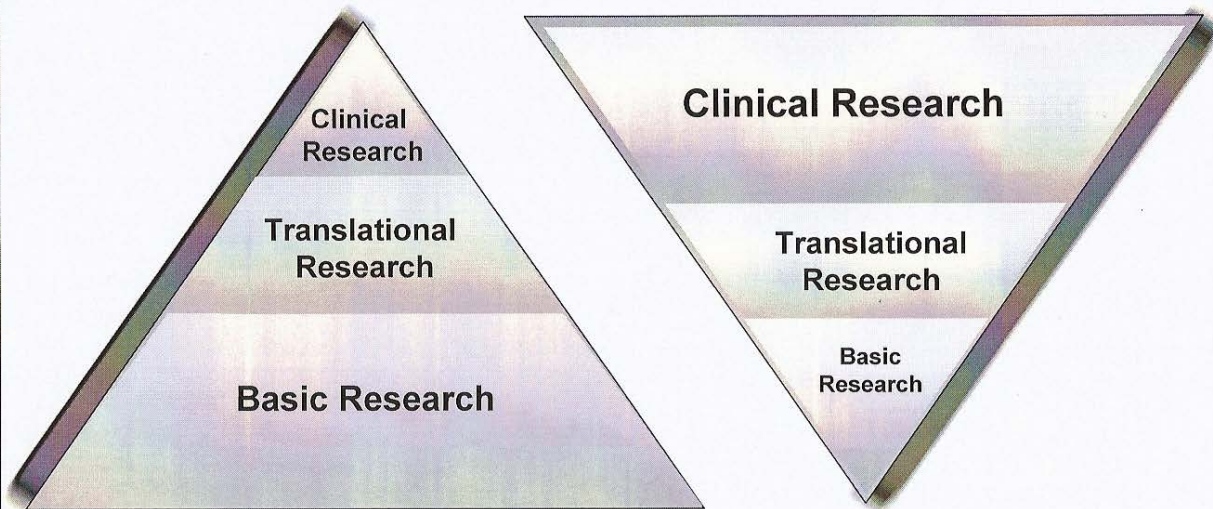 Clinical
Research
Translational
Research
Basic Research
Clinical Research
Translational
Research
Basic
Research